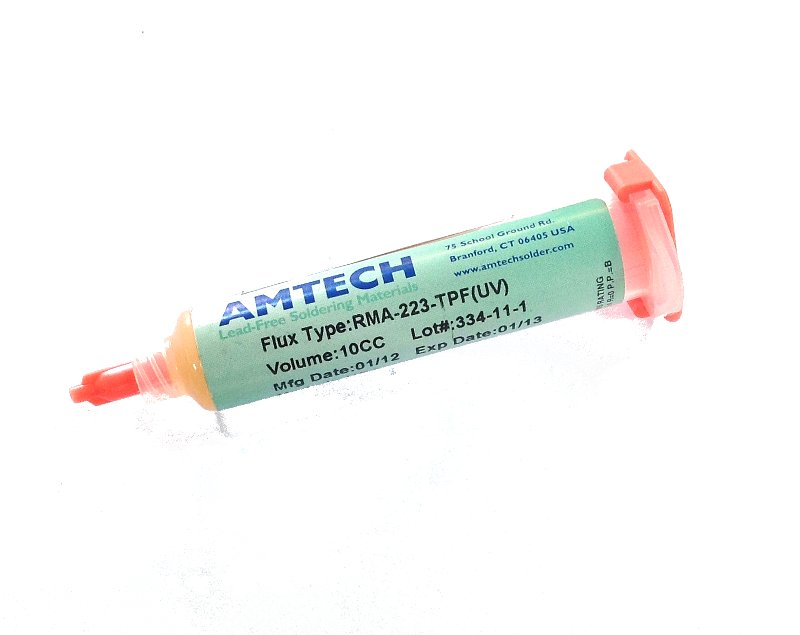 AMTECH
Lead-Free Soldering Materials
75 School Ground Rd.
Branford, CT 06405 USA
www.amtechsolder.com
Flux Type:RMA-223-TPF(UV)
Volume:10CC Lot#:334-11-1
Mfg Date:01/12 Exp Date:01/13
RATING
P.P.=B